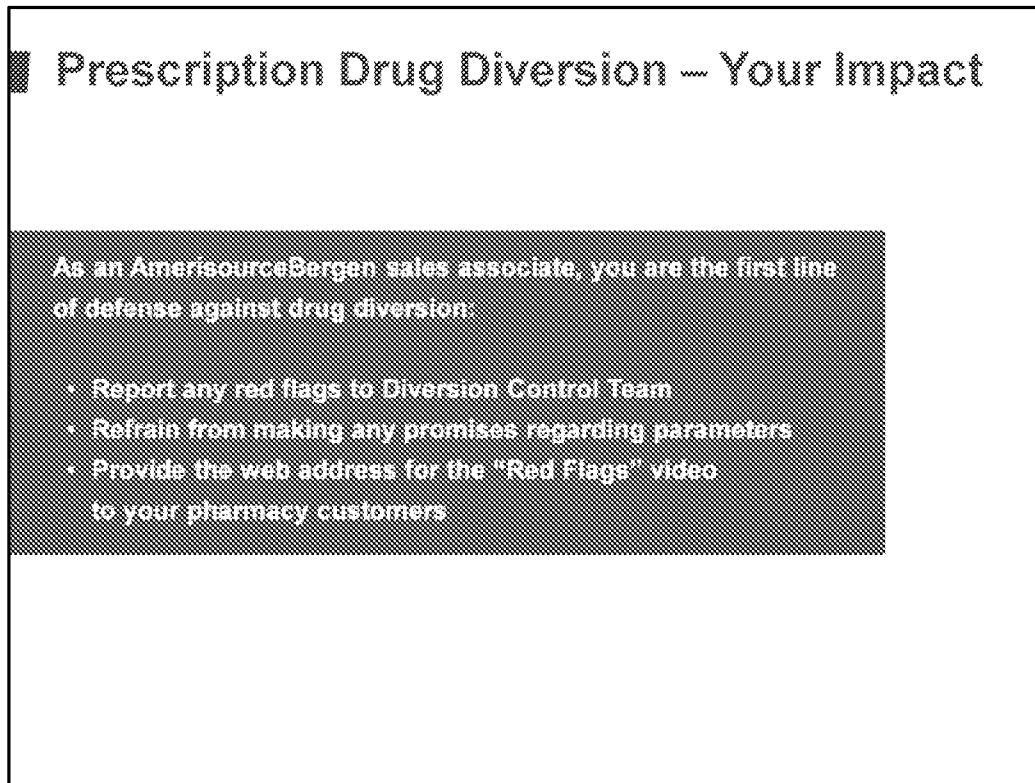 Prescription Drug Diversion – Your Impact
As an AmerisourceBergen sales associate, you are the first line
of defense against drug diversion:
• Report any red flags to Diversion Control Team
• Refrain from making any promises regarding parameters
• Provide the web address for the "Red Flags" video
to your pharmacy customers